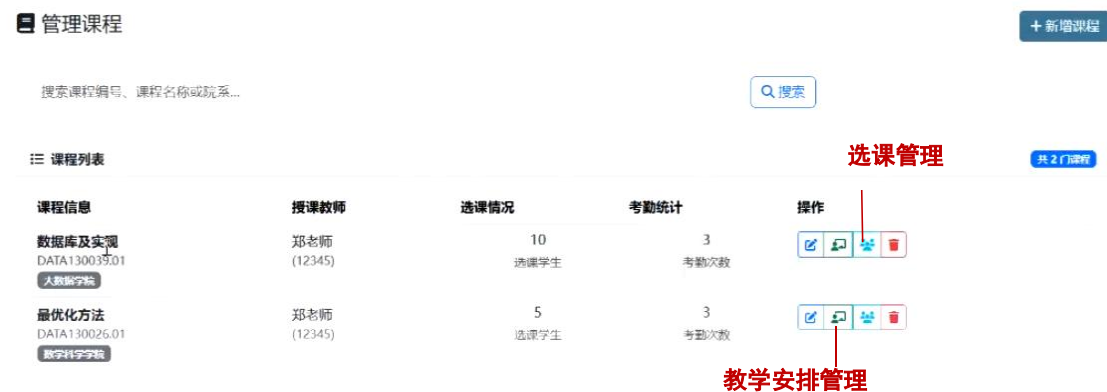 管理课程
+ 新增课程
搜索课程编号、课程名称或院系...
搜索
课程列表
选课管理
共 2 门课程
课程信息 授课教师 选课情况 考勤统计 操作
数据库及实现 郑老师 10 3
DATA130039.01 (12345) 选课学生 考勤次数
大数据学院
最优化方法 郑老师 5 3
DATA130026.01 (12345) 选课学生 考勤次数
数学科学学院
教学安排管理